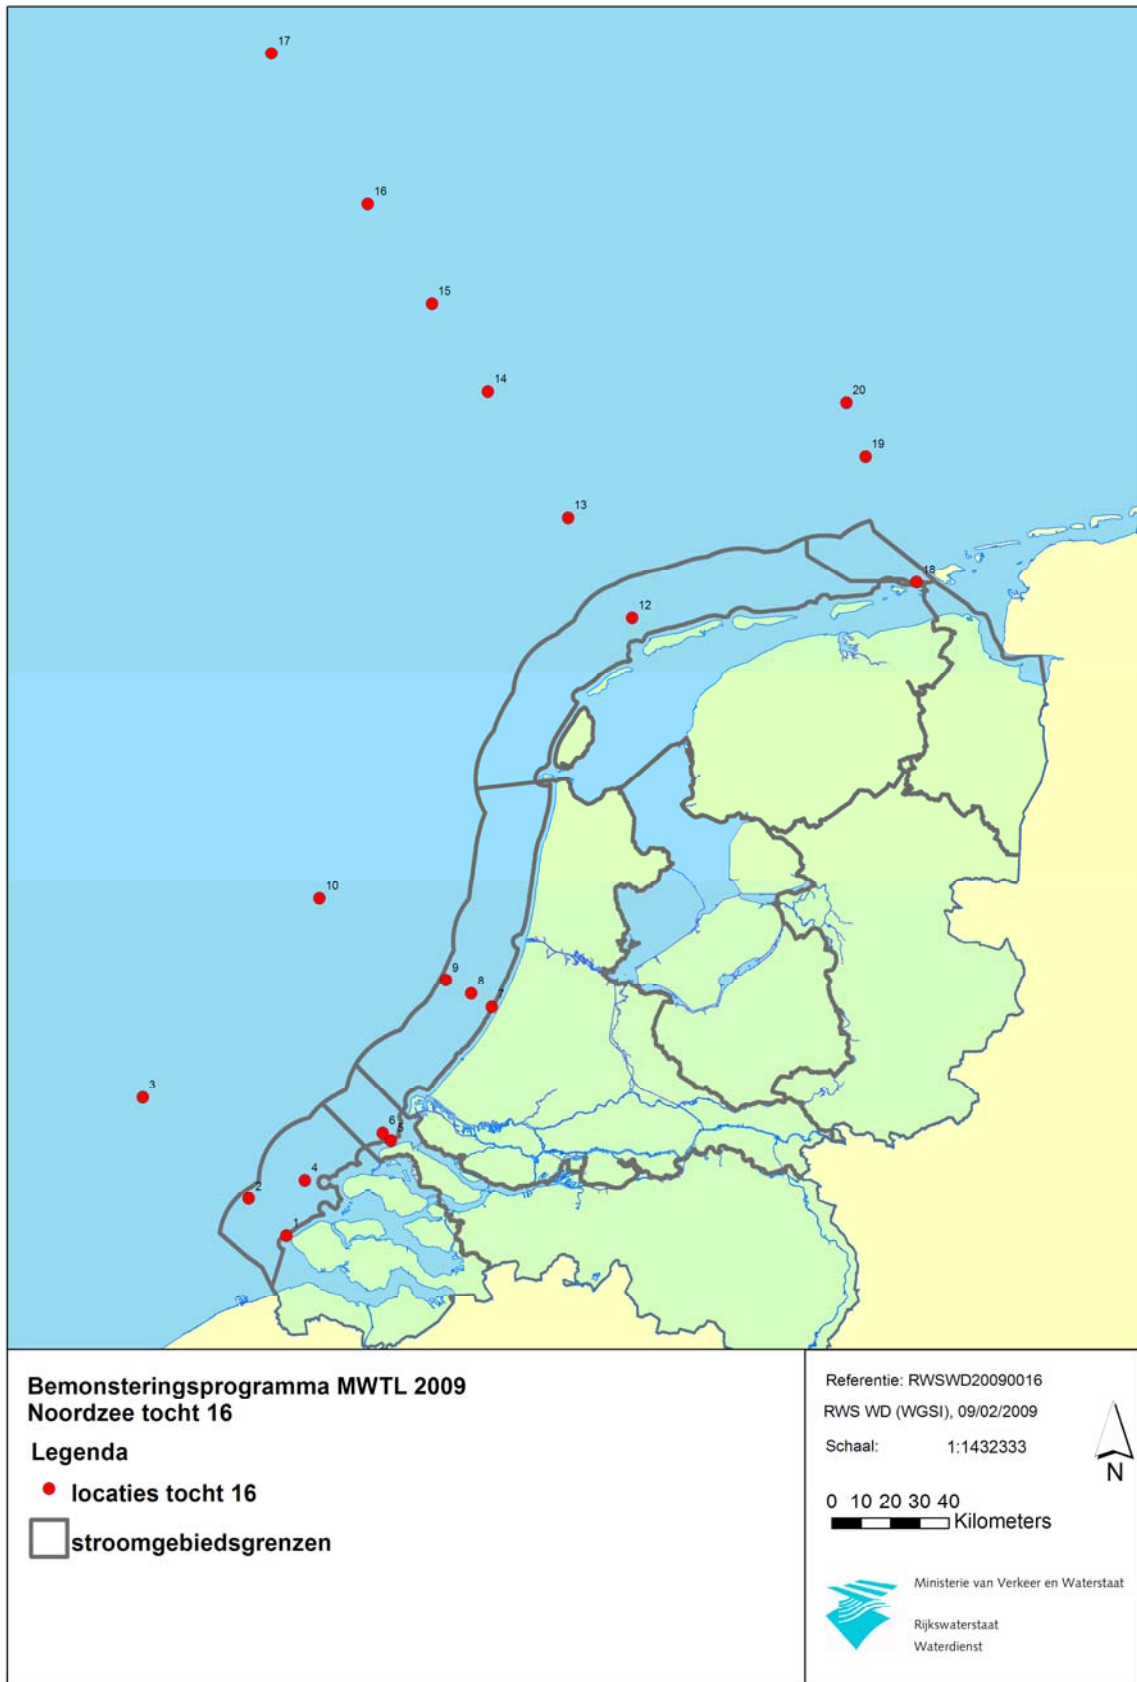 17
16
15
14
20
19
13
18
12
10
9
8
7
3
6
5
4
2
1
Bemonsteringsprogramma MWTL 2009
Noordzee tocht 16
Legenda
locaties tocht 16
stroomgebiedsgrenzen
Referentie: RWSWD20090016
RWS WD (WGSI), 09/02/2009
Schaal: 1:1432333
N
0 10 20 30 40
Kilometers
Ministerie van Verkeer en Waterstaat
Rijkswaterstaat
Waterdienst